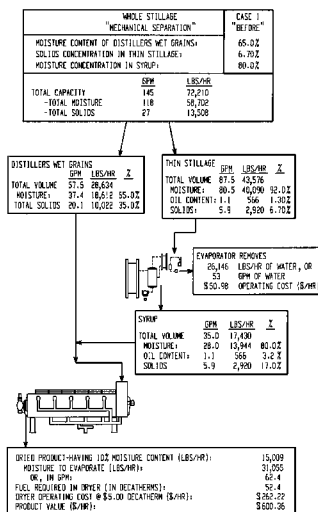 WHOLE STILLAGE
"MECHANICAL SEPARATION"
CASE I
"BEFORE"
MOISTURE CONTENT OF DISTILLERS WET GRAINS: 65.0%
SOLIDS CONCENTRATION IN THIN STILLAGE: 6.70%
MOISTURE CONCENTRATION IN SYRUP: 80.0%
GPM LBS/HR
TOTAL CAPACITY 145 72,210
-TOTAL MOISTURE 118 58,702
-TOTAL SOLIDS 27 13,508
DISTILLERS WET GRAINS
GPM LBS/HR %
TOTAL VOLUME 57.5 28,634
MOISTURE: 37.4 18,612 65.0%
TOTAL SOLIDS 20.1 10,022 35.0%
THIN STILLAGE
GPM LBS/HR %
TOTAL VOLUME 87.5 43,576
MOISTURE: 80.5 40,090 92.0%
OIL CONTENT: 1.1 566 1.30%
SOLIDS: 5.9 2,920 6.70%
EVAPORATOR REMOVES
26,146 LBS/HR OF WATER, OR
53 GPM OF WATER
$50.98 OPERATING COST ($/HR)
SYRUP
GPM LBS/HR %
TOTAL VOLUME 35.0 17,430
MOISTURE: 28.0 13,944 80.0%
OIL CONTENT: 1.1 566 3.2%
SOLIDS 5.9 2,920 17.0%
DRIED PRODUCT-HAVING 10% MOISTURE CONTENT (LBS/HR): 15,009
MOISTURE TO EVAPORATE (LBS/HR): 31,055
OR, IN GPM: 62.4
FUEL REQUIRED IN DRYER (IN DECATHERMS): 52.4
DRYER OPERATING COST @ $5.00 DECATHERM ($/HR): $262.22
PRODUCT VALUE ($/HR): $600.36